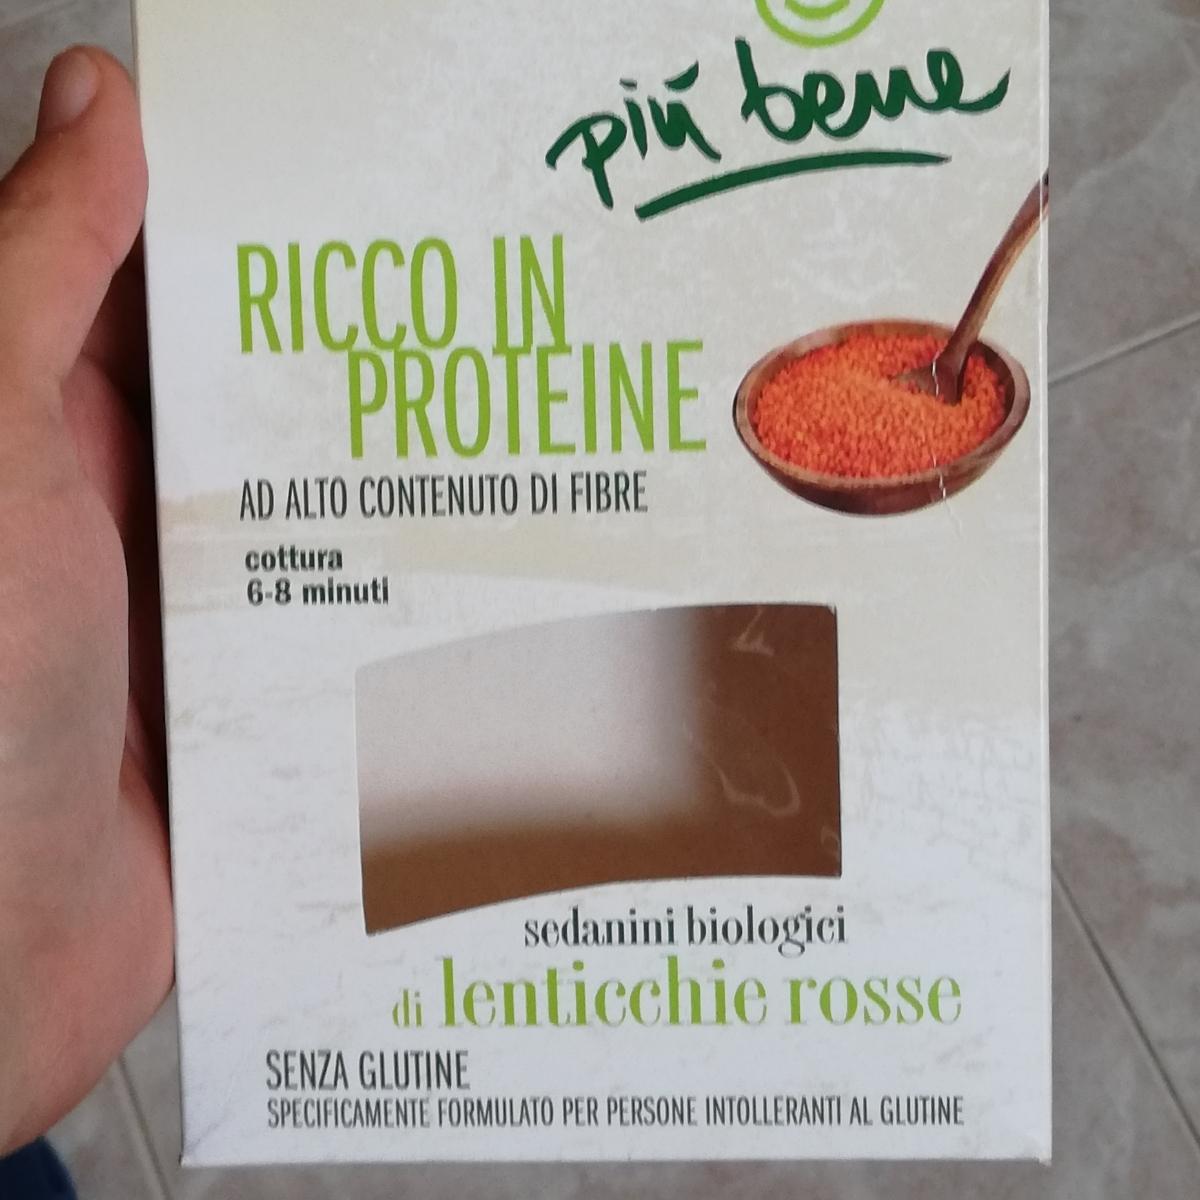 più bene
RICCO IN
PROTEINE
AD ALTO CONTENUTO DI FIBRE
cottura
6-8 minuti
sedanini biologici
di lenticchie rosse
SENZA GLUTINE
SPECIFICAMENTE FORMULATO PER PERSONE INTOLLERANTI AL GLUTINE